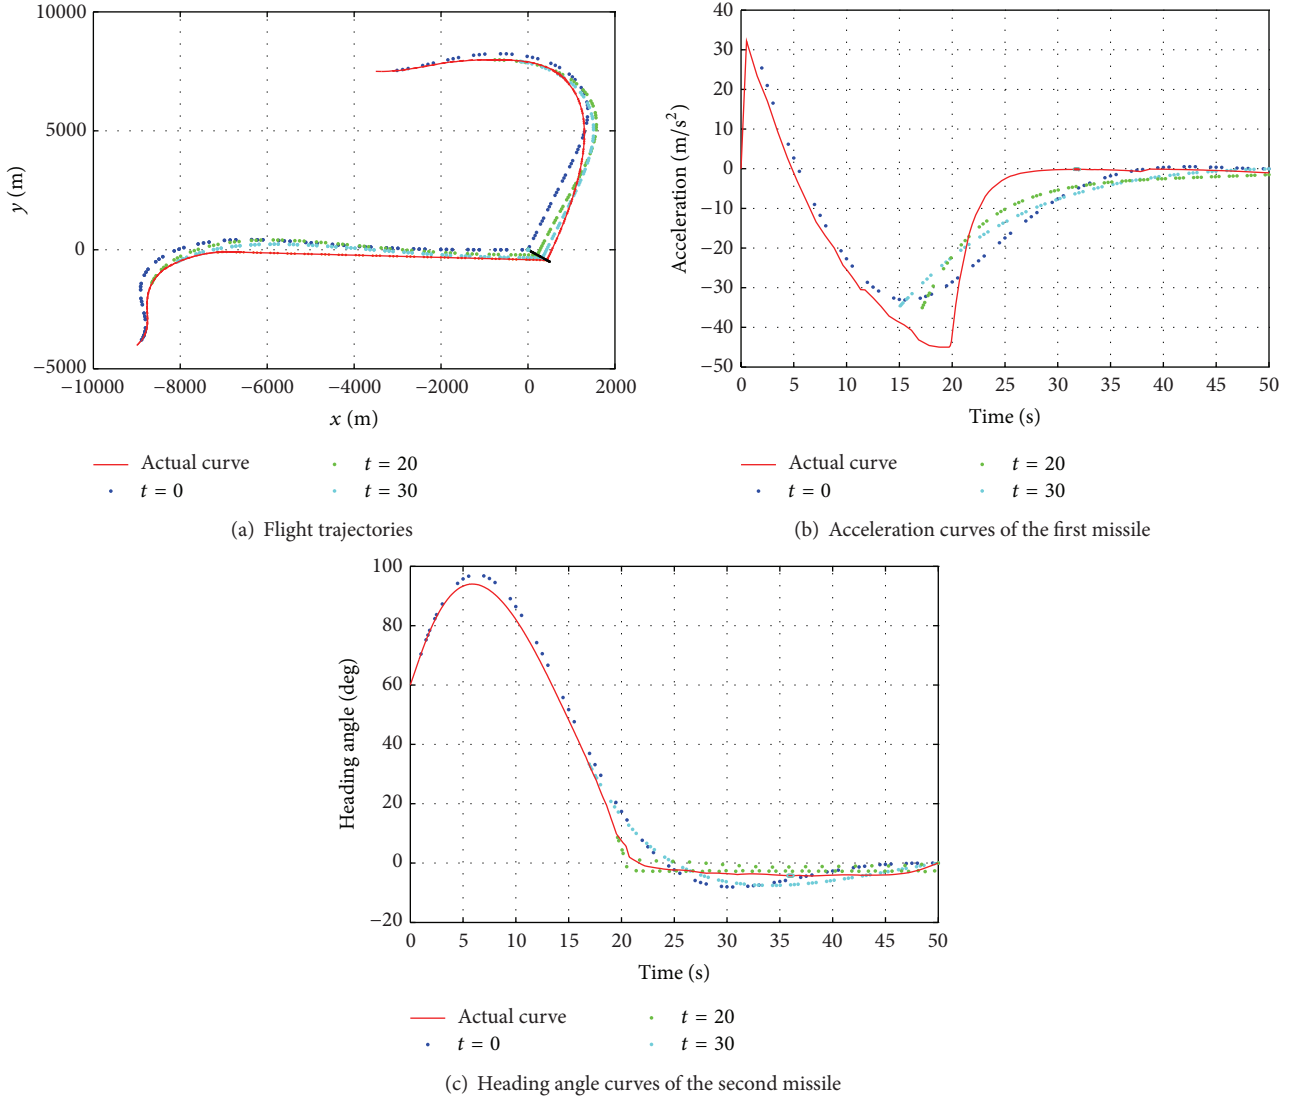 10000
5000
0
−5000
y (m)
−10000 −8000 −6000 −4000 −2000 0 2000
x (m)
Actual curve
t = 0
t = 20
t = 30
(a) Flight trajectories
40
30
20
10
0
−10
−20
−30
−40
−50
Acceleration (m/s²)
0 5 10 15 20 25 30 35 40 45 50
Time (s)
Actual curve
t = 0
t = 20
t = 30
(b) Acceleration curves of the first missile
100
80
60
40
20
0
−20
Heading angle (deg)
0 5 10 15 20 25 30 35 40 45 50
Time (s)
Actual curve
t = 0
t = 20
t = 30
(c) Heading angle curves of the second missile